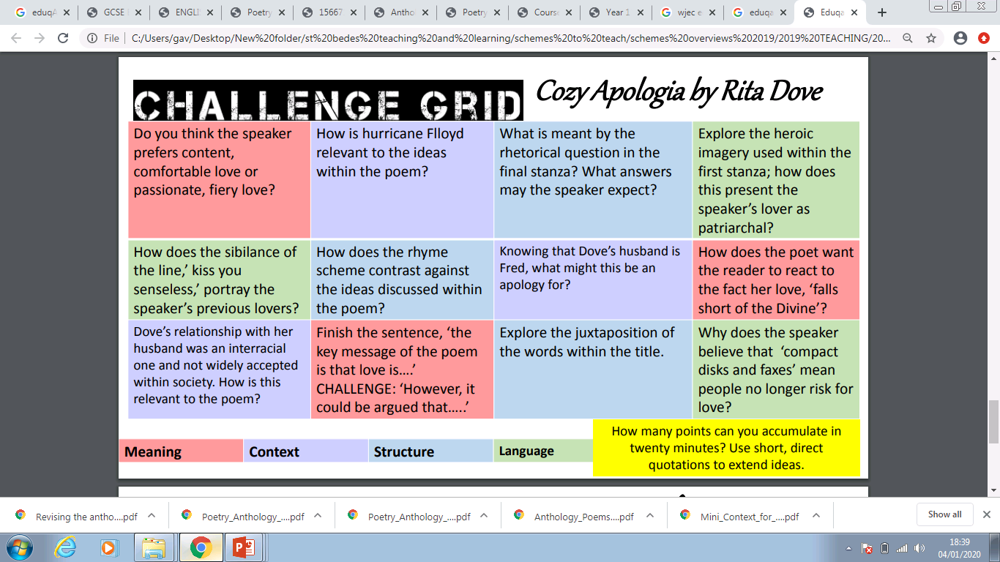 eduqA
GCSE
ENGLI
Poetry
15667
Antho
Poetry
Course
Year 1
wjec e
eduqa
Eduqa
File
C:/Users/gav/Desktop/New%20folder/st%20bedes%20teaching%20and%20learning/schemes%20to%20teach/schemes%20overviews%202019/2019%20TEACHING/20...
CHALLENGE GRID
Cozy Apologia by Rita Dove
Do you think the speaker
prefers content,
comfortable love or
passionate, fiery love?
How is hurricane Flloyd
relevant to the ideas
within the poem?
What is meant by the
rhetorical question in the
final stanza? What answers
may the speaker expect?
Explore the heroic
imagery used within the
first stanza; how does
this present the
speaker's lover as
patriarchal?
How does the sibilance of
the line,' kiss you
senseless,' portray the
speaker's previous lovers?
How does the rhyme
scheme contrast against
the ideas discussed within
the poem?
Knowing that Dove's husband is
Fred, what might this be an
apology for?
How does the poet want
the reader to react to
the fact her love, 'falls
short of the Divine'?
Dove's relationship with her
husband was an interracial
one and not widely accepted
within society. How is this
relevant to the poem?
Finish the sentence, 'the
key message of the poem
is that love is....'
CHALLENGE: 'However, it
could be argued that.....'
Explore the juxtaposition of
the words within the title.
Why does the speaker
believe that 'compact
disks and faxes' mean
people no longer risk for
love?
Meaning
Context
Structure
Language
How many points can you accumulate in
twenty minutes? Use short, direct
quotations to extend ideas.
Revising the antho....pdf
Poetry_Anthology_....pdf
Poetry_Anthology_....pdf
Anthology_Poems....pdf
Mini_Context_for_....pdf
Show all
18:39
04/01/2020